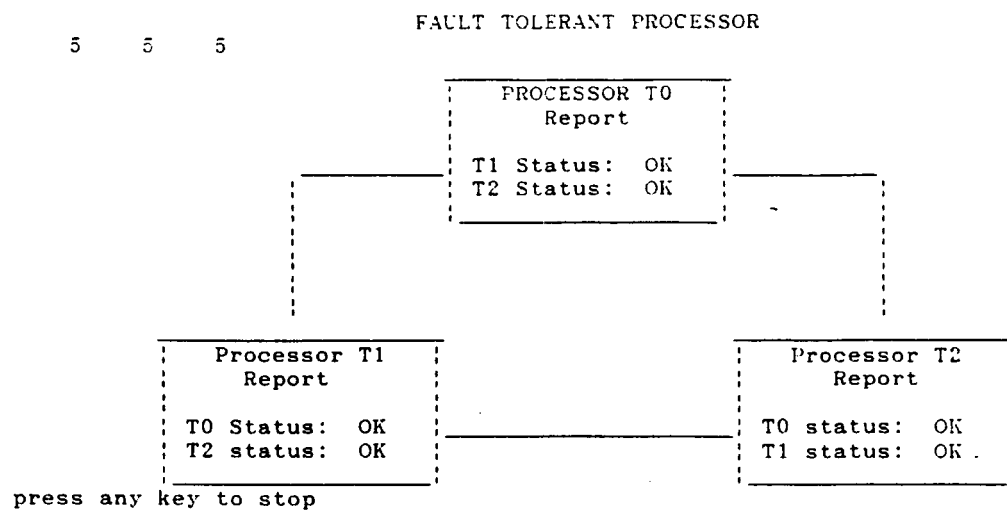 FAULT TOLERANT PROCESSOR
5 5 5
PROCESSOR T0
Report
T1 Status: OK
T2 Status: OK
Processor T1
Report
T0 Status: OK
T2 status: OK
Processor T2
Report
T0 status: OK
T1 status: OK
press any key to stop